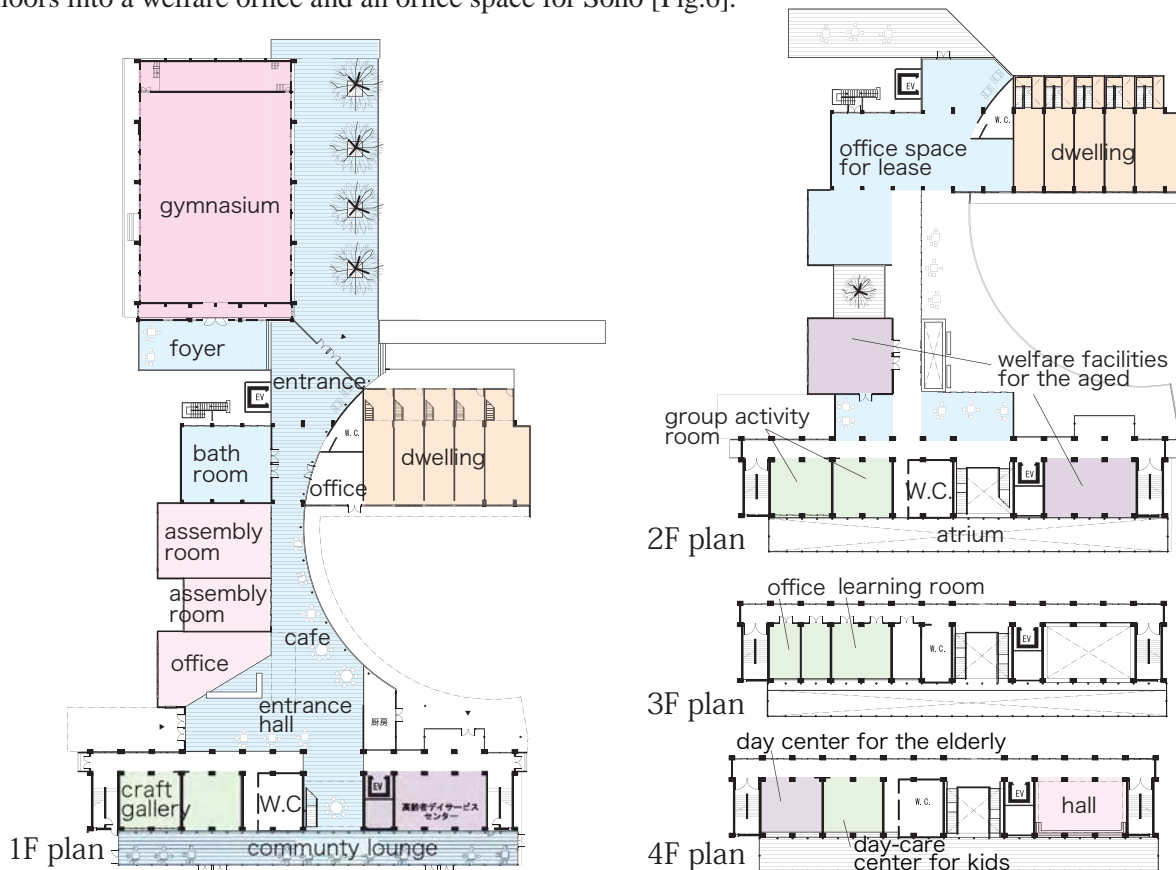 floors into a welfare office and an office space for Soho [Fig.6].
gymnasium
foyer
entrance
EV
W.C.
bath
room
dwelling
office
assembly
room
assembly
room
cafe
office
entrance
hall
厨房
craft
gallery
W.C.
EV
高齢者デイサービス
センター
1F plan
communty lounge
EV
W.C.
office space
for lease
dwelling
welfare facilities
for the aged
group activity
room
W.C.
EV
2F plan
atrium
office
learning room
W.C.
EV
3F plan
day center for the elderly
W.C.
EV
hall
4F plan
day-care
center for kids